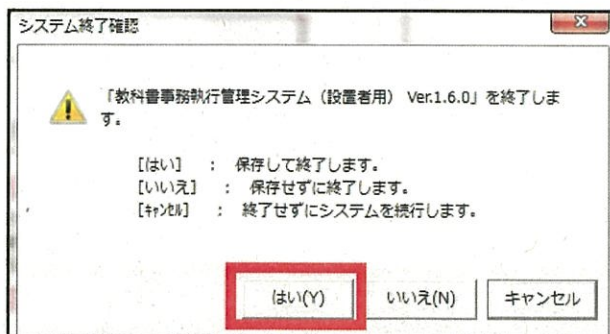 システム終了確認
「教科書事務執行管理システム（設置者用） Ver.1.6.0」を終了しま
す。
[はい] ： 保存して終了します。
[いいえ] ： 保存せずに終了します。
[ｷｬﾝｾﾙ] ： 終了せずにシステムを続行します。
はい(Y) いいえ(N) キャンセル